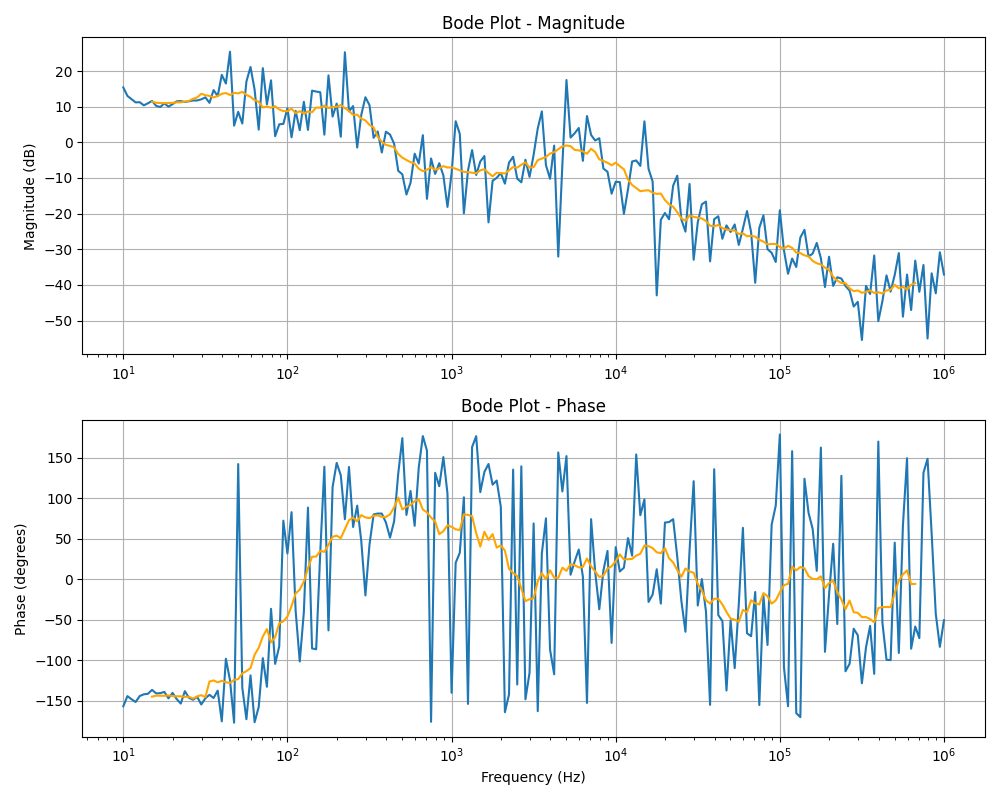 Bode Plot - Magnitude
Magnitude (dB)
20
10
0
−10
−20
−30
−40
−50
10¹ 10² 10³ 10⁴ 10⁵ 10⁶
Bode Plot - Phase
Phase (degrees)
150
100
50
0
−50
−100
−150
10¹ 10² 10³ 10⁴ 10⁵ 10⁶
Frequency (Hz)